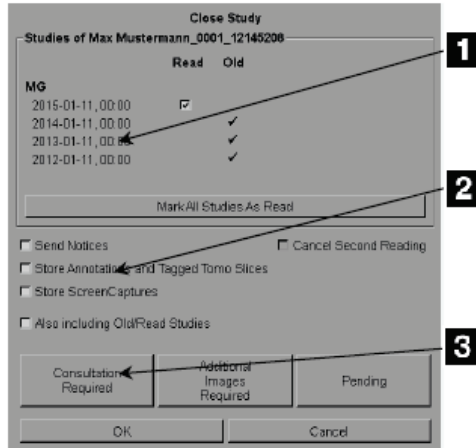 Close Study
Studies of Max Mustermann_0001_12145208
Read Old
MG
2015-01-11, 00:00
2014-01-11, 00:00
2013-01-11, 00:00
2012-01-11, 00:00
Mark All Studies As Read
Send Notices
Cancel Second Reading
Store Annotations and Tagged Tomo Slices
Store ScreenCaptures
Also including Old/Read Studies
Consultation
Required
Additional
Images
Required
Pending
OK
Cancel
1
2
3